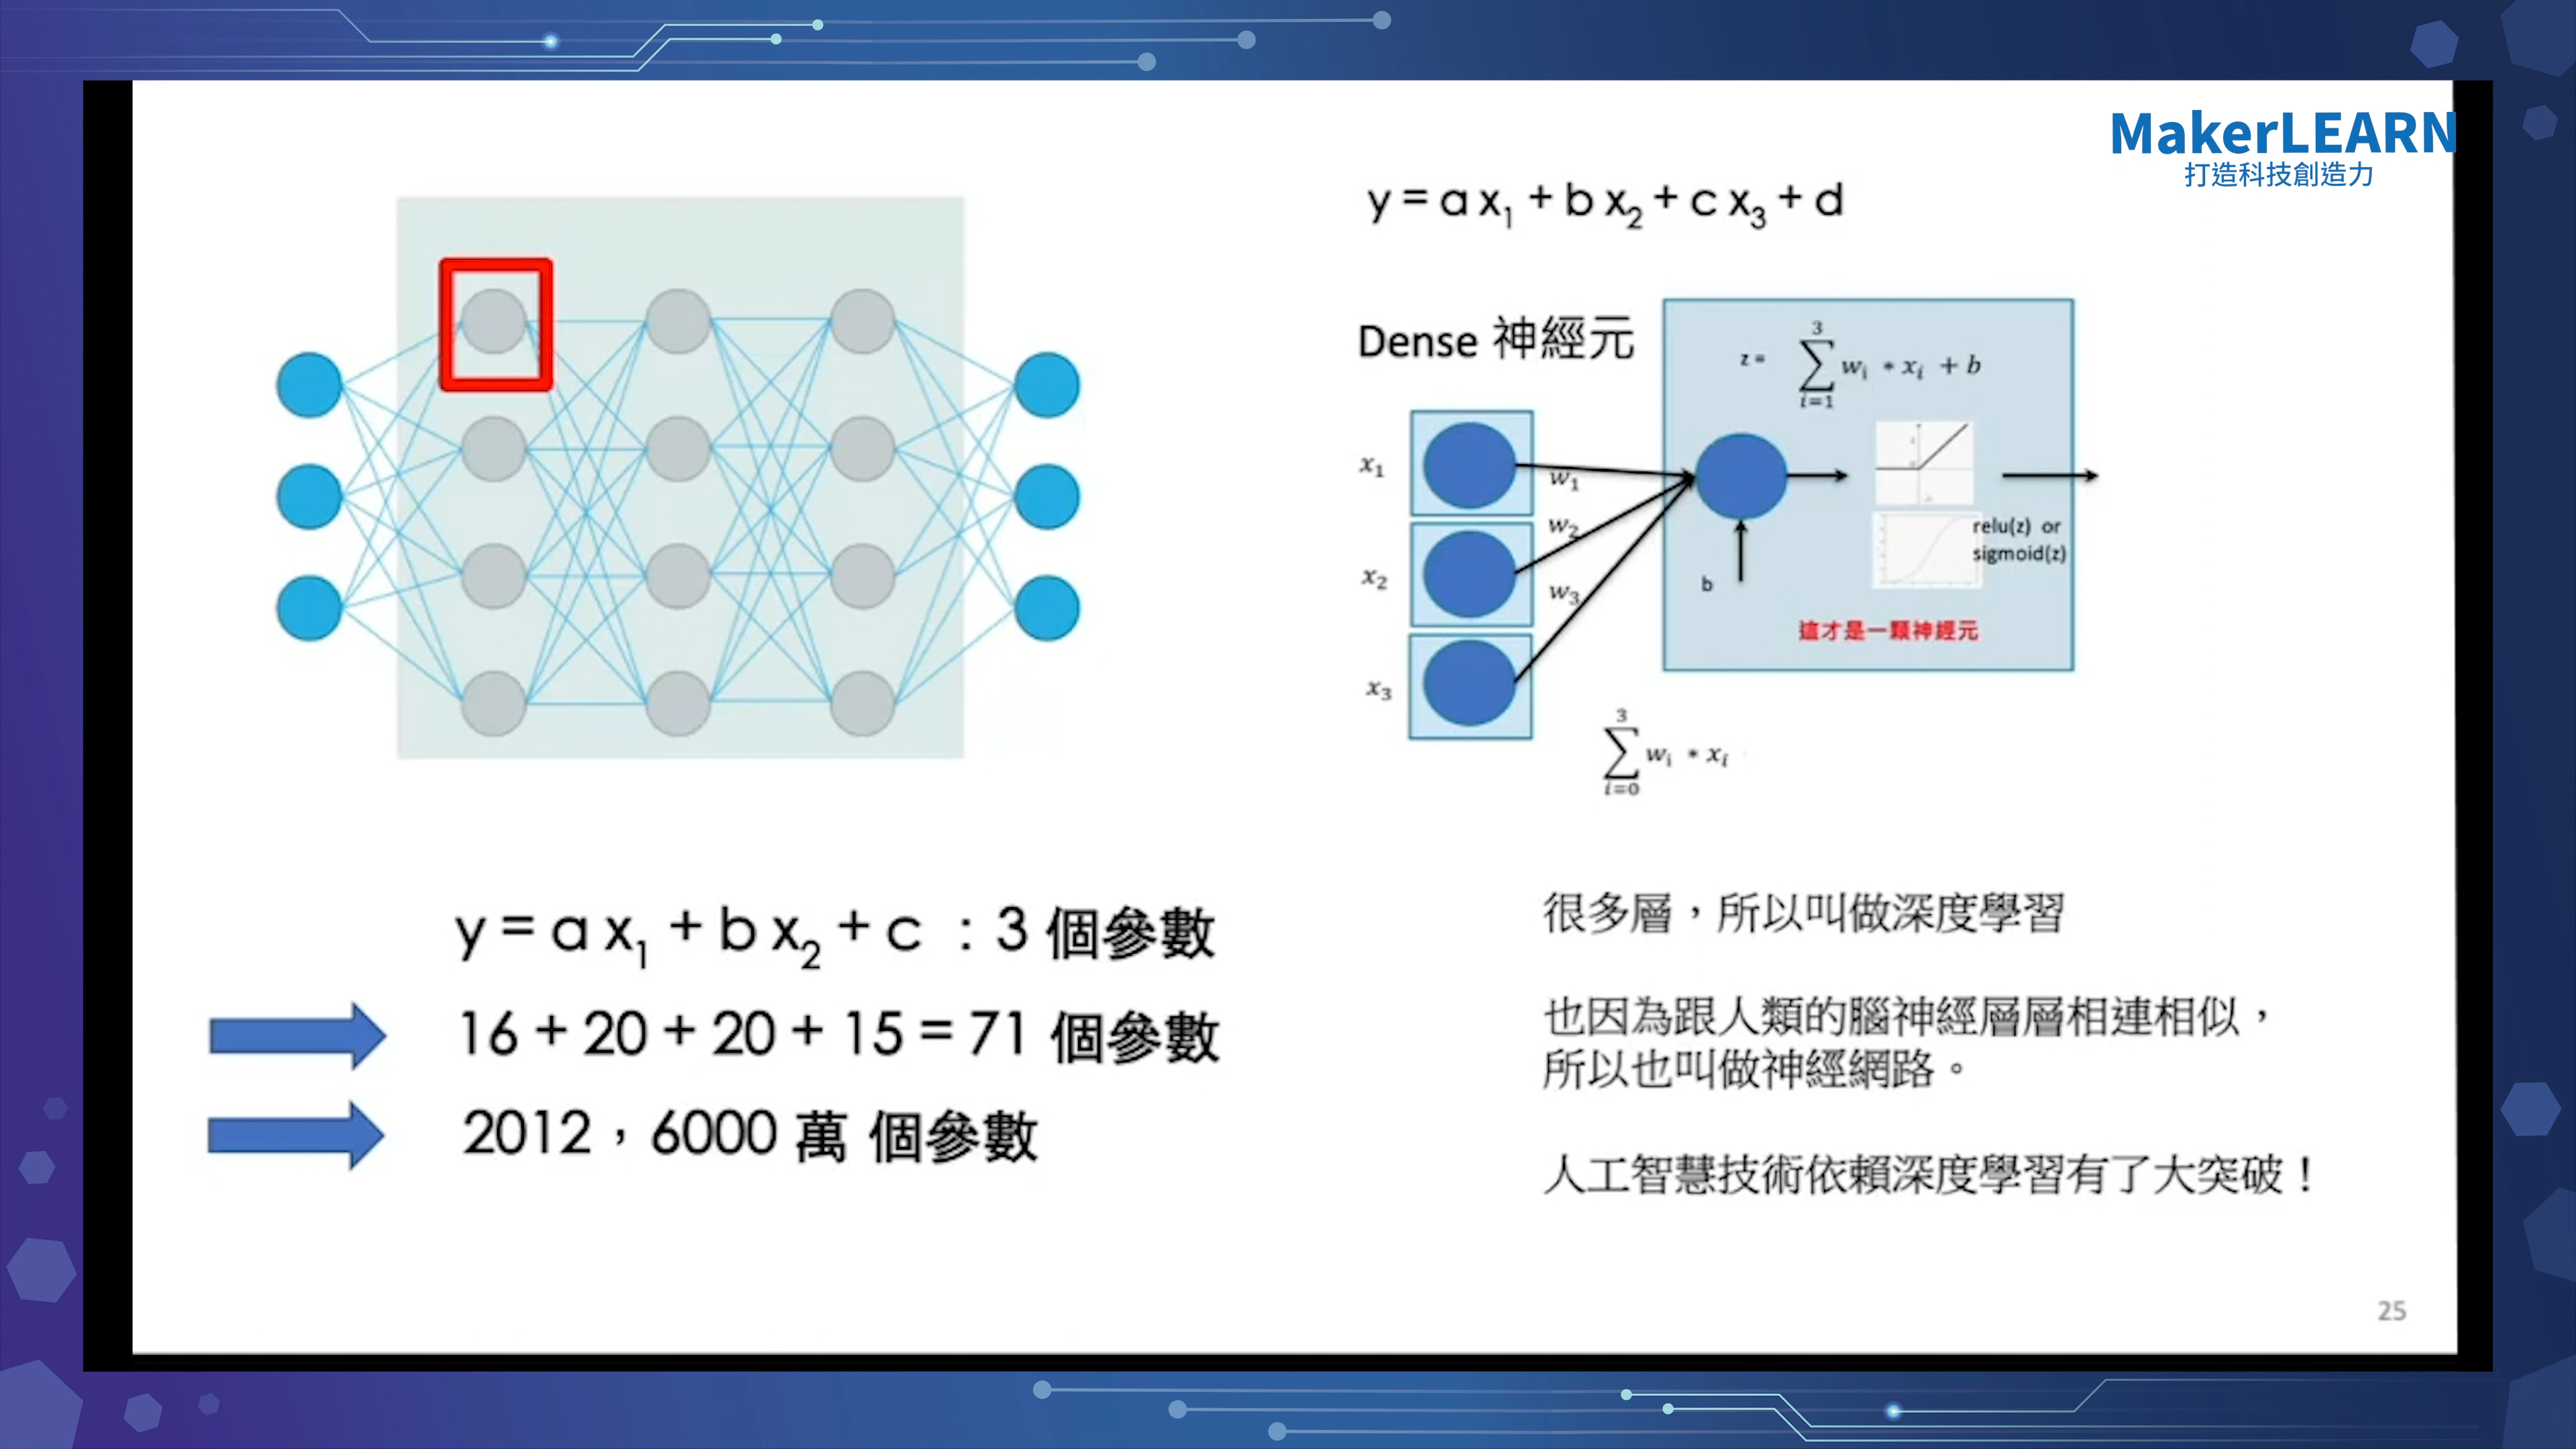 MakerLEARN
打造科技創造力
y = a x₁ + b x₂ + c x₃ + d
Dense 神經元
z = ∑ᵢ₌₁³ wᵢ * xᵢ + b
x₁
w₁
x₂
w₂
x₃
w₃
b
relu(z) or
sigmoid(z)
這才是一顆神經元
∑ᵢ₌₀³ wᵢ * xᵢ
y = a x₁ + b x₂ + c : 3 個參數
16 + 20 + 20 + 15 = 71 個參數
2012，6000 萬 個參數
很多層，所以叫做深度學習
也因為跟人類的腦神經層層相連相似，
所以也叫做神經網路。
人工智慧技術依賴深度學習有了大突破！
25